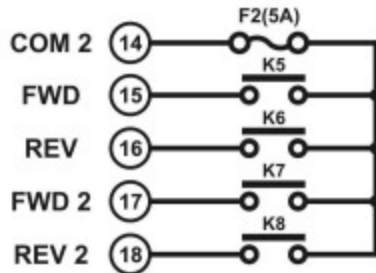 F2(5A)
COM 2 14
K5
FWD 15
K6
REV 16
K7
FWD 2 17
K8
REV 2 18